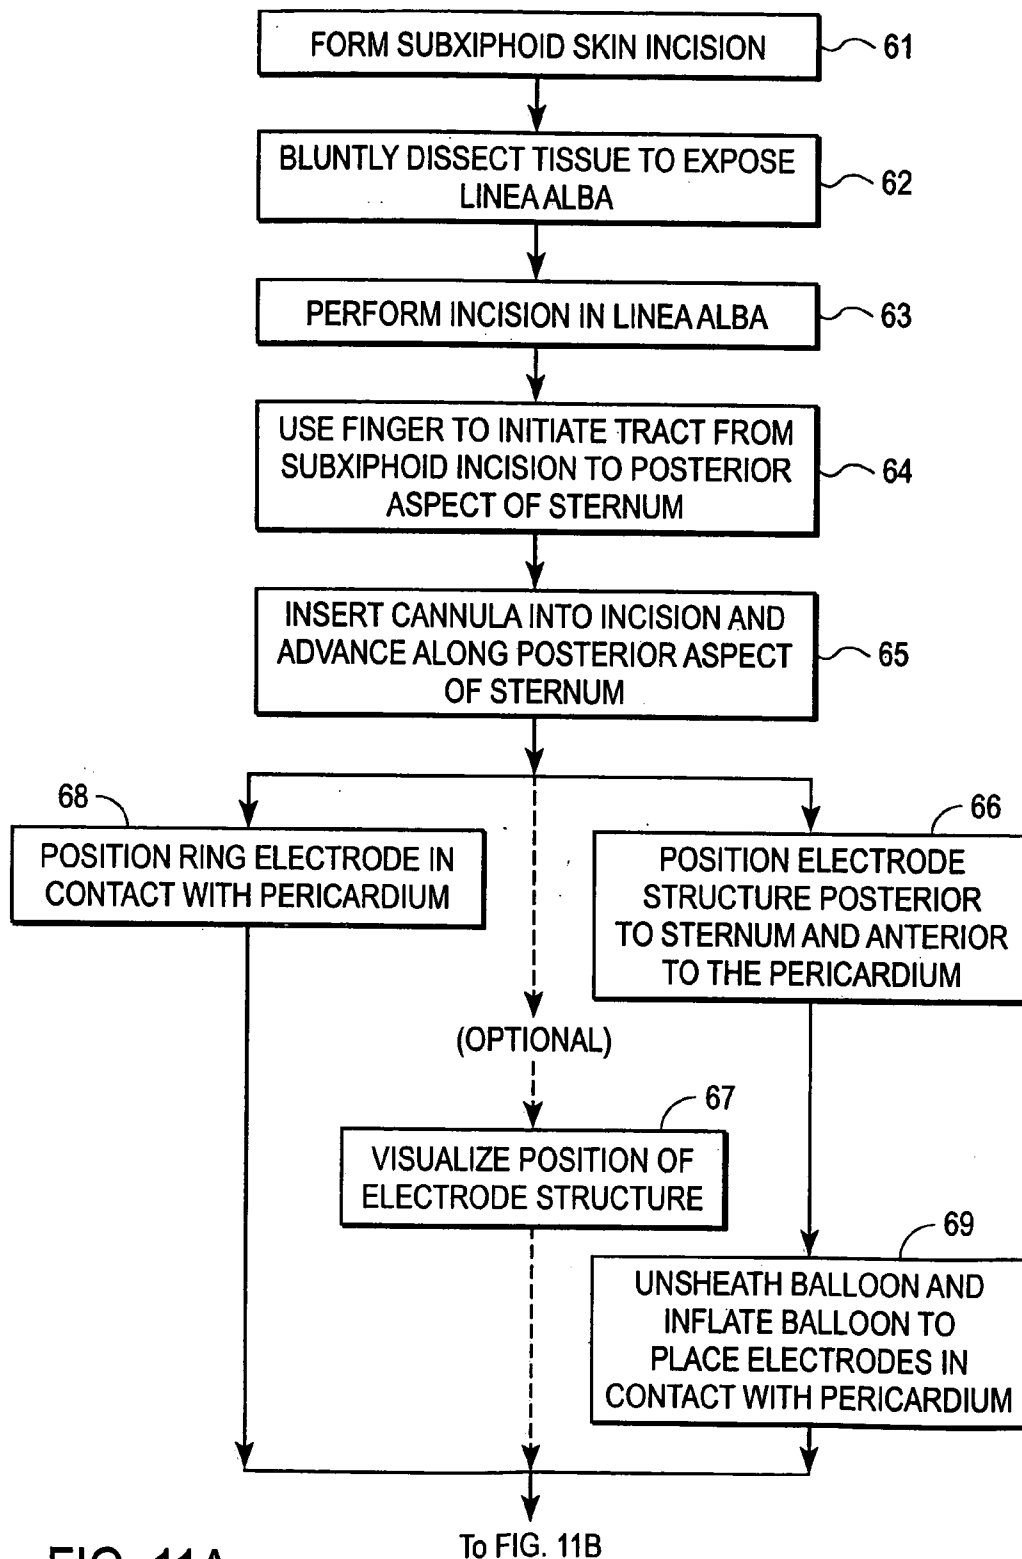 FORM SUBXIPHOID SKIN INCISION
61
BLUNTLY DISSECT TISSUE TO EXPOSE
LINEA ALBA
62
PERFORM INCISION IN LINEA ALBA
63
USE FINGER TO INITIATE TRACT FROM
SUBXIPHOID INCISION TO POSTERIOR
ASPECT OF STERNUM
64
INSERT CANNULA INTO INCISION AND
ADVANCE ALONG POSTERIOR ASPECT
OF STERNUM
65
68
POSITION RING ELECTRODE IN
CONTACT WITH PERICARDIUM
66
POSITION ELECTRODE
STRUCTURE POSTERIOR
TO STERNUM AND ANTERIOR
TO THE PERICARDIUM
(OPTIONAL)
67
VISUALIZE POSITION OF
ELECTRODE STRUCTURE
69
UNSHEATH BALLOON AND
INFLATE BALLOON TO
PLACE ELECTRODES IN
CONTACT WITH PERICARDIUM
To FIG. 11B
FIG. 11A